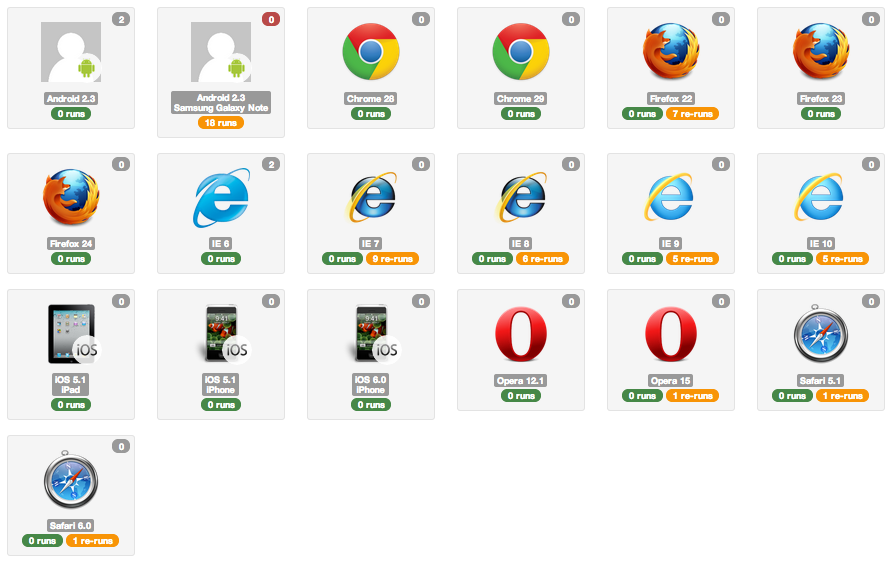 2
Android 2.3
0 runs
0
Android 2.3
Samsung Galaxy Note
18 runs
0
Chrome 28
0 runs
0
Chrome 29
0 runs
0
Firefox 22
0 runs 7 re-runs
0
Firefox 23
0 runs
0
Firefox 24
0 runs
2
IE 6
0 runs
0
IE 7
0 runs 9 re-runs
0
IE 8
0 runs 6 re-runs
0
IE 9
0 runs 5 re-runs
0
IE 10
0 runs 5 re-runs
0
iOS
iOS 5.1
iPad
0 runs
0
9:41
iOS
iOS 5.1
iPhone
0 runs
0
9:41
iOS
iOS 6.0
iPhone
0 runs
0
Opera 12.1
0 runs
0
Opera 15
0 runs 1 re-runs
0
Safari 5.1
0 runs 1 re-runs
0
Safari 6.0
0 runs 1 re-runs